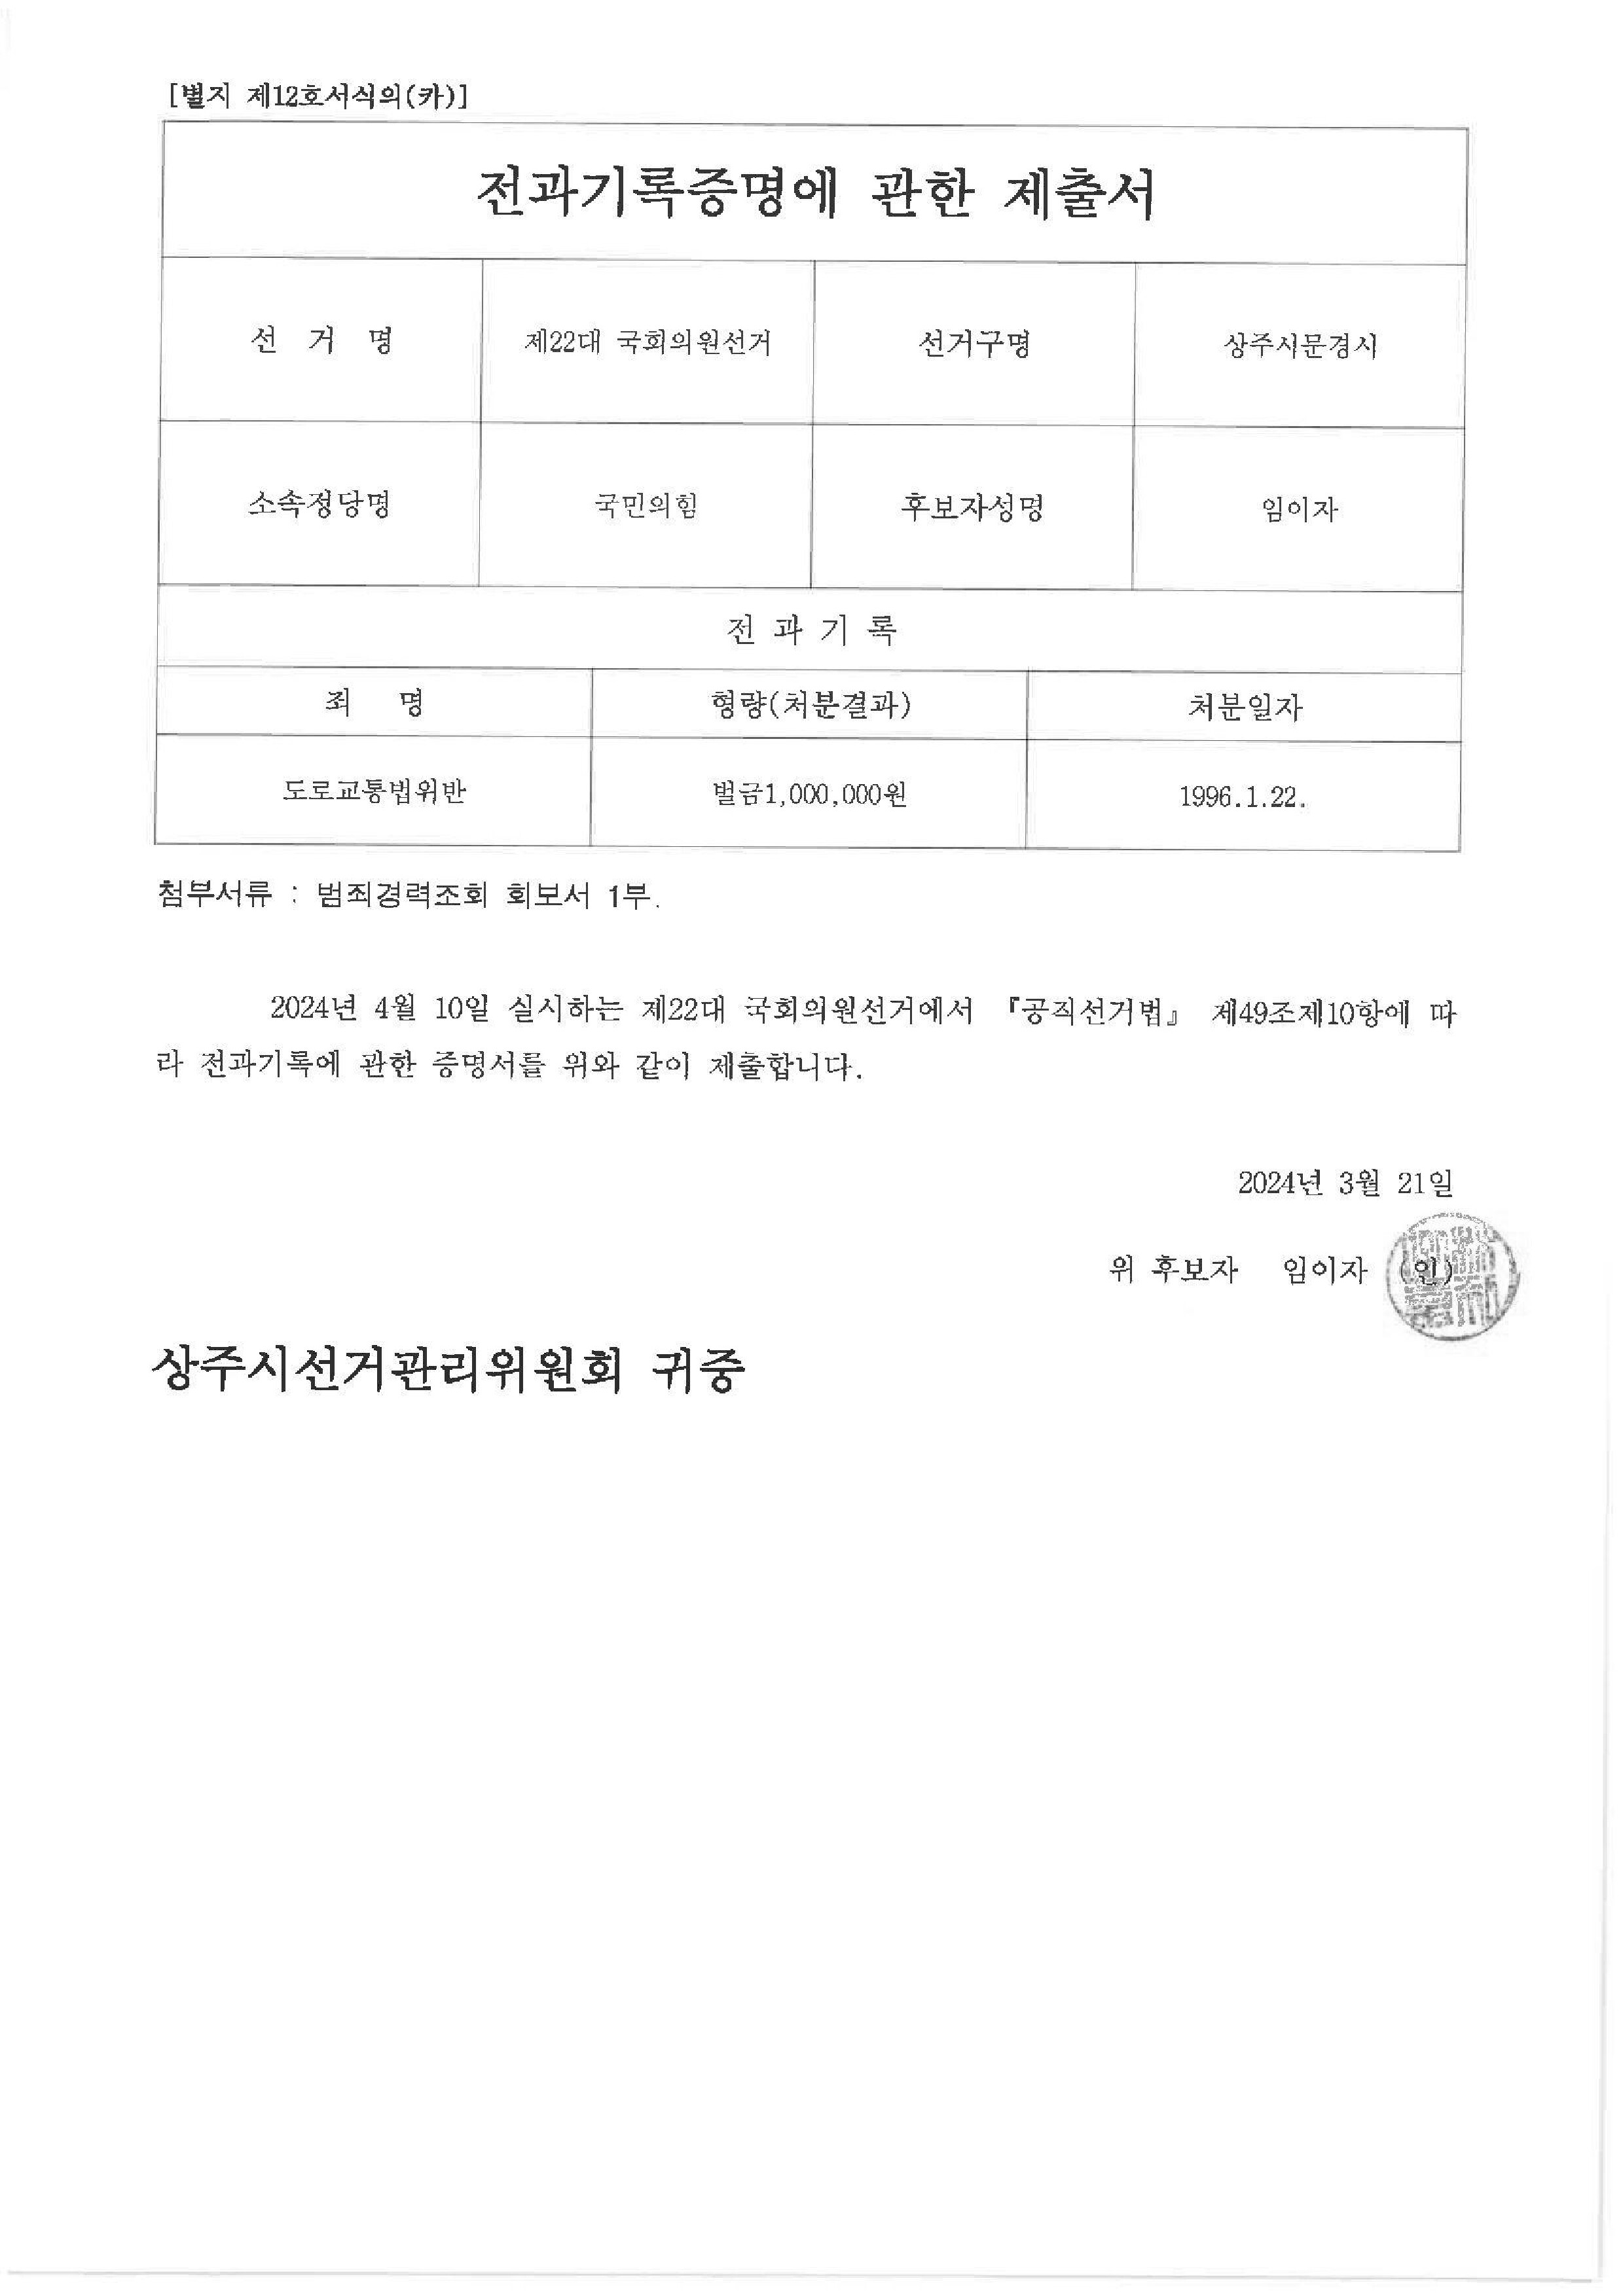 [별지 제12호서식의(카)]
전과기록증명에 관한 제출서
선 거 명 제22대 국회의원선거 선거구명 상주시문경시
소속정당명 국민의힘 후보자성명 임이자
전 과 기 록
죄 명 형량(처분결과) 처분일자
도로교통법위반 벌금1,000,000원 1996.1.22.
첨부서류 : 범죄경력조회 회보서 1부.
2024년 4월 10일 실시하는 제22대 국회의원선거에서 『공직선거법』 제49조제10항에 따
라 전과기록에 관한 증명서를 위와 같이 제출합니다.
2024년 3월 21일
위 후보자 임이자 (인)
상주시선거관리위원회 귀중